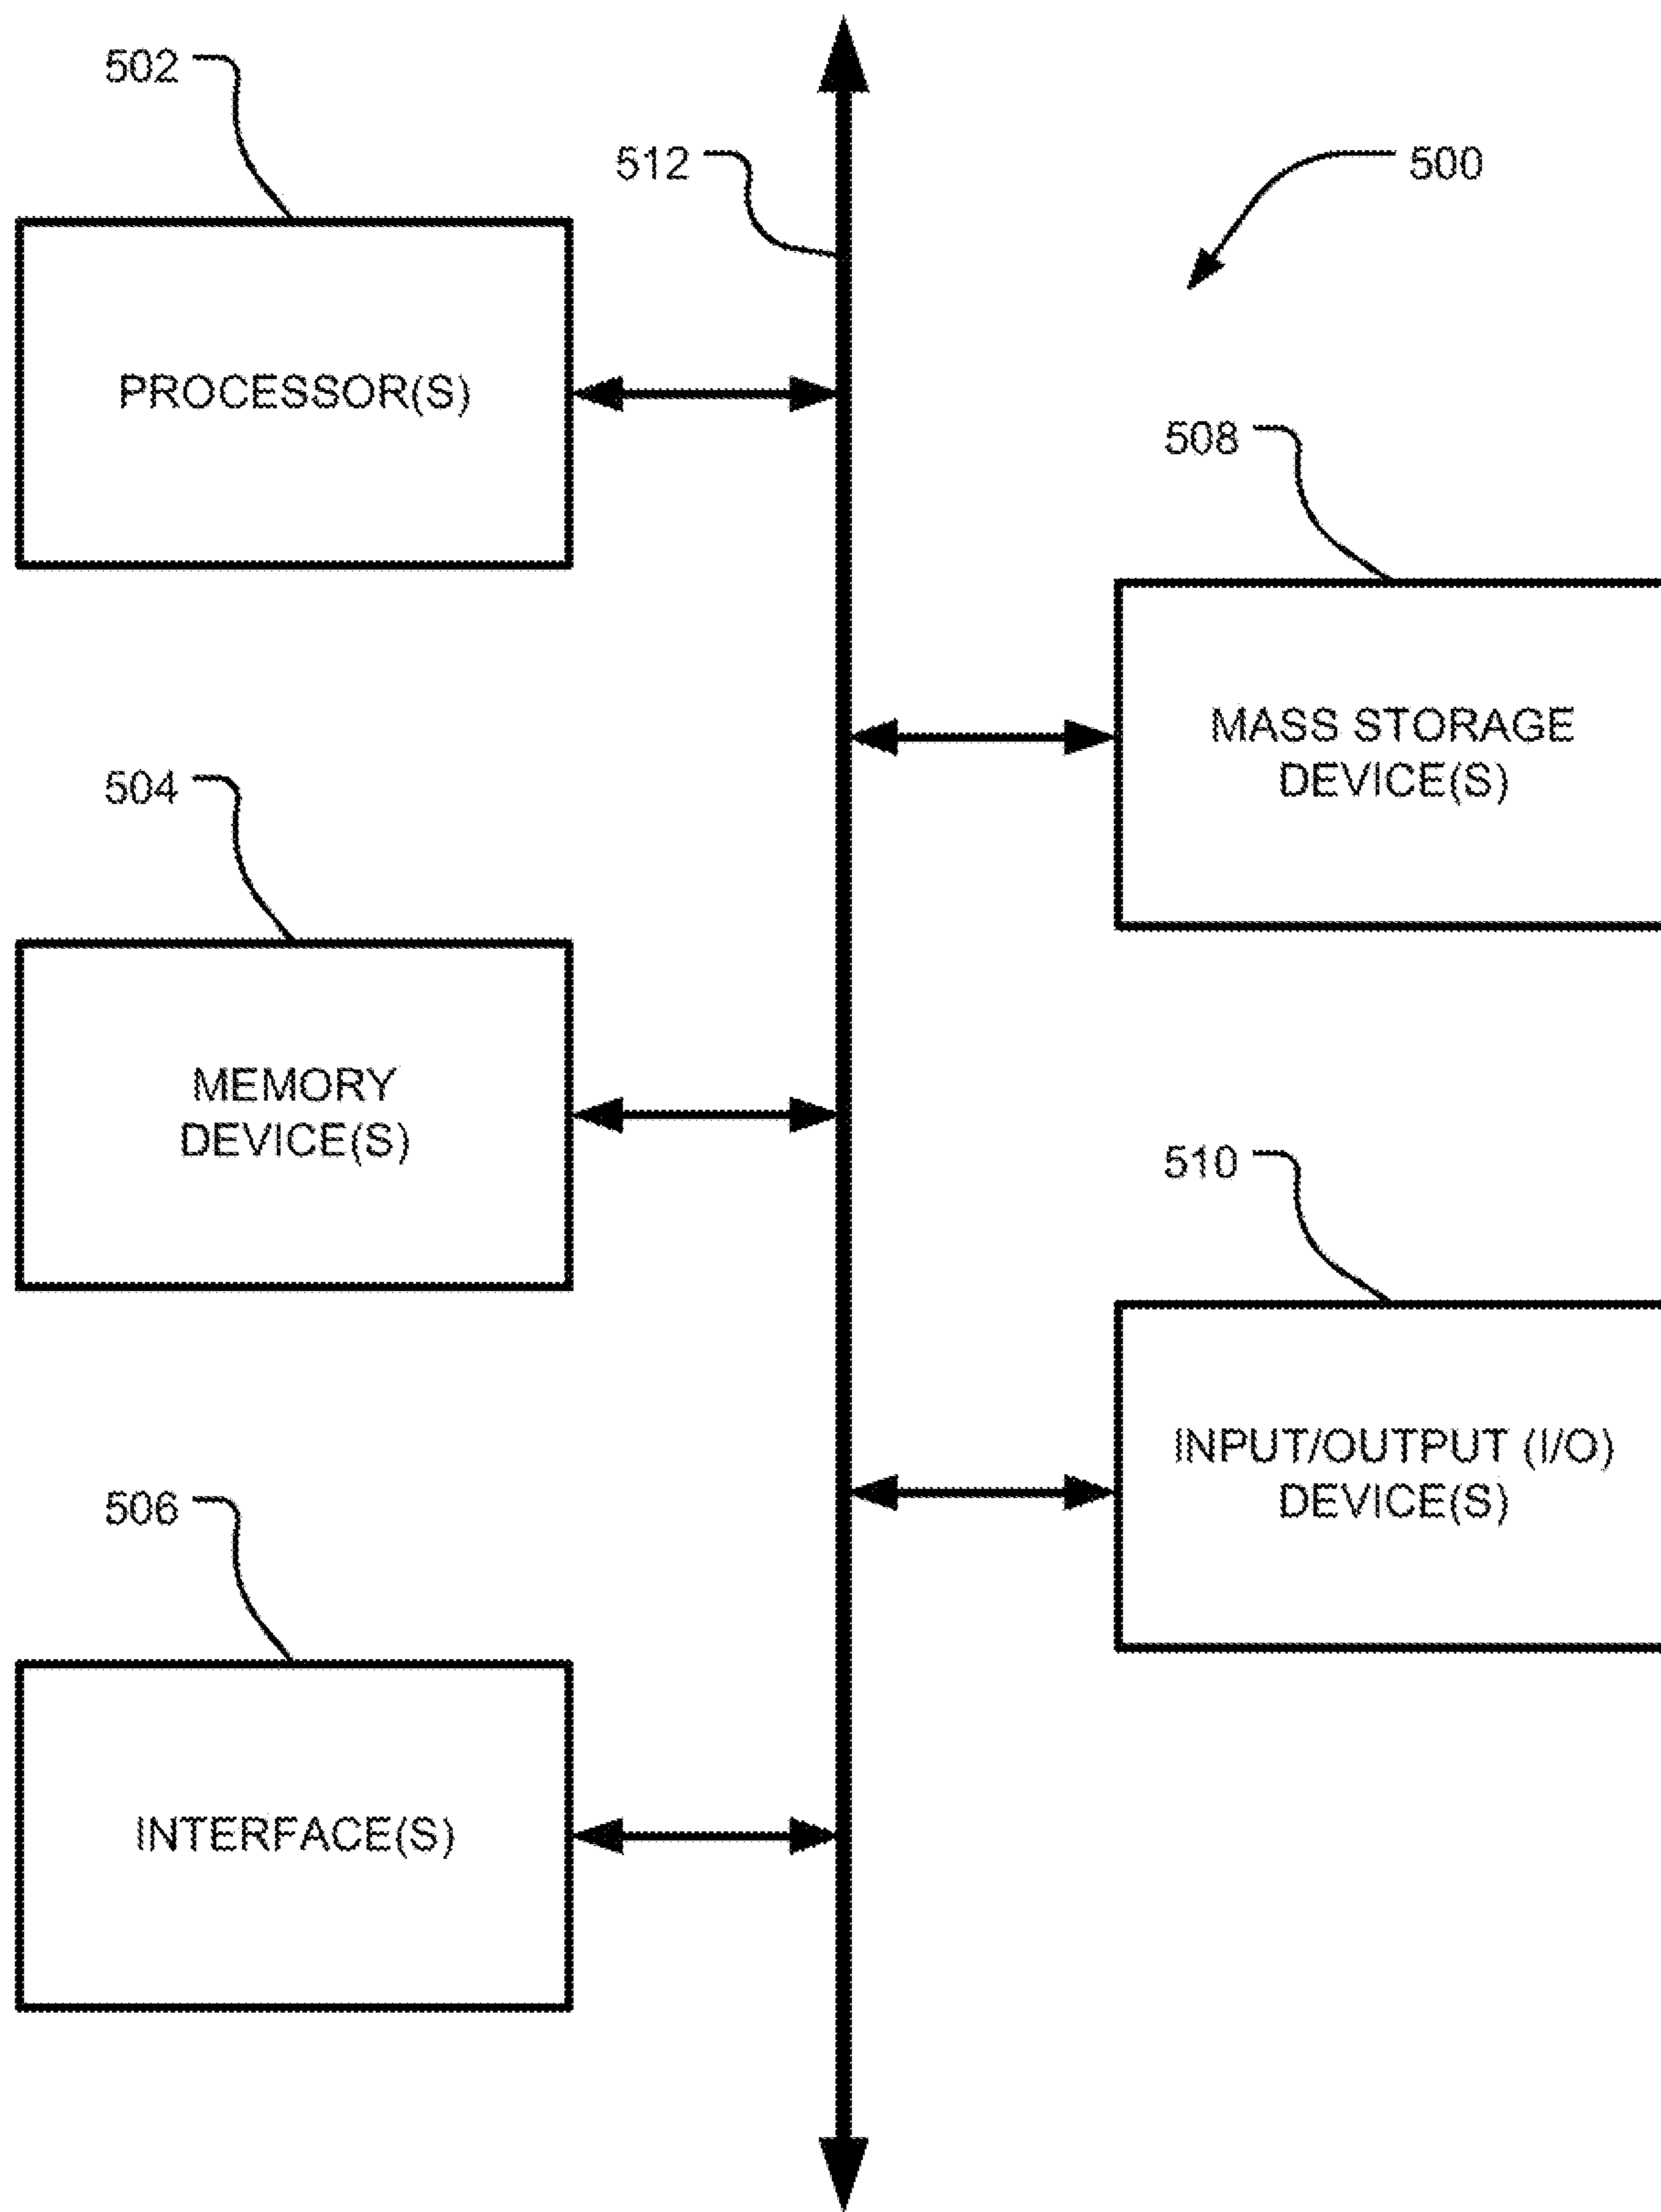 502
512
500
PROCESSOR(S)
508
MASS STORAGE
DEVICE(S)
504
MEMORY
DEVICE(S)
510
INPUT/OUTPUT (I/O)
DEVICE(S)
506
INTERFACE(S)